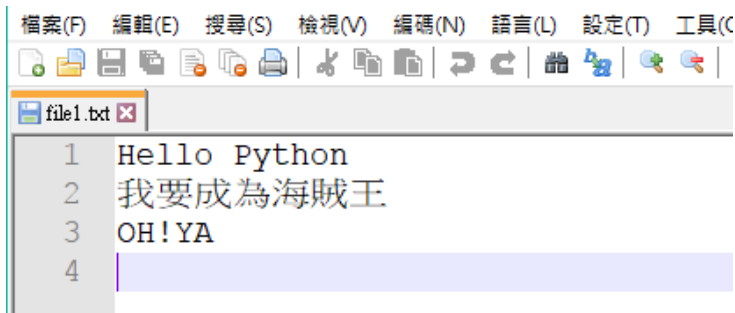 檔案(F) 編輯(E) 搜尋(S) 檢視(V) 編碼(N) 語言(L) 設定(T) 工具(O
file1.txt
1 Hello Python
2 我要成為海賊王
3 OH!YA
4